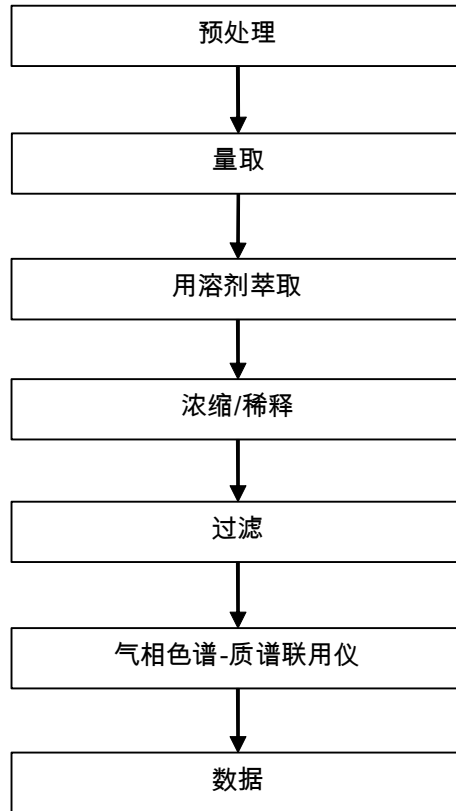 预处理
量取
用溶剂萃取
浓缩/稀释
过滤
气相色谱-质谱联用仪
数据